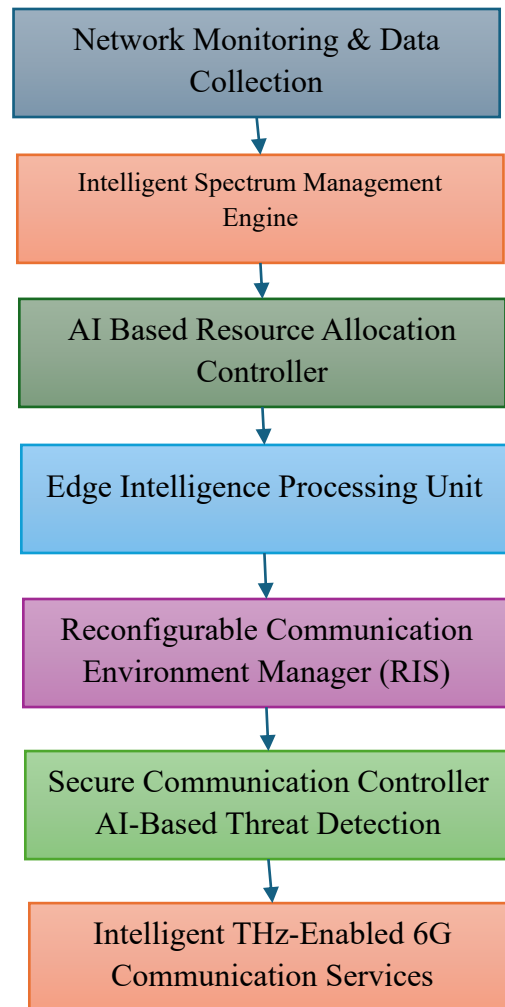 Network Monitoring & Data
Collection
Intelligent Spectrum Management
Engine
AI Based Resource Allocation
Controller
Edge Intelligence Processing Unit
Reconfigurable Communication
Environment Manager (RIS)
Secure Communication Controller
AI-Based Threat Detection
Intelligent THz-Enabled 6G
Communication Services